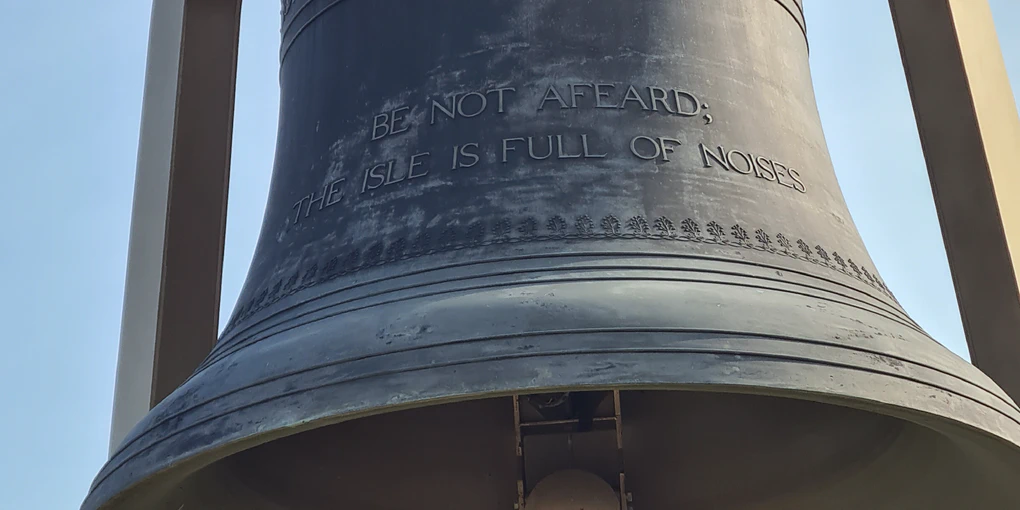 BE NOT AFEARD;
THE ISLE IS FULL OF NOISES